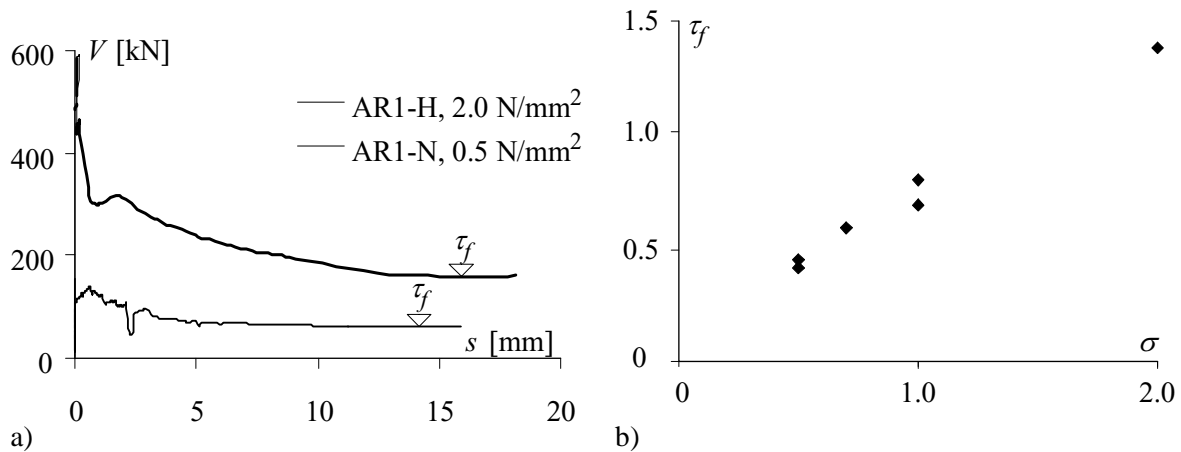 V [kN]
600
400
200
0
AR1-H, 2.0 N/mm²
AR1-N, 0.5 N/mm²
τf
τf
s [mm]
0 5 10 15 20
a)
τf
1.5
1.0
0.5
0
σ
0 1.0 2.0
b)